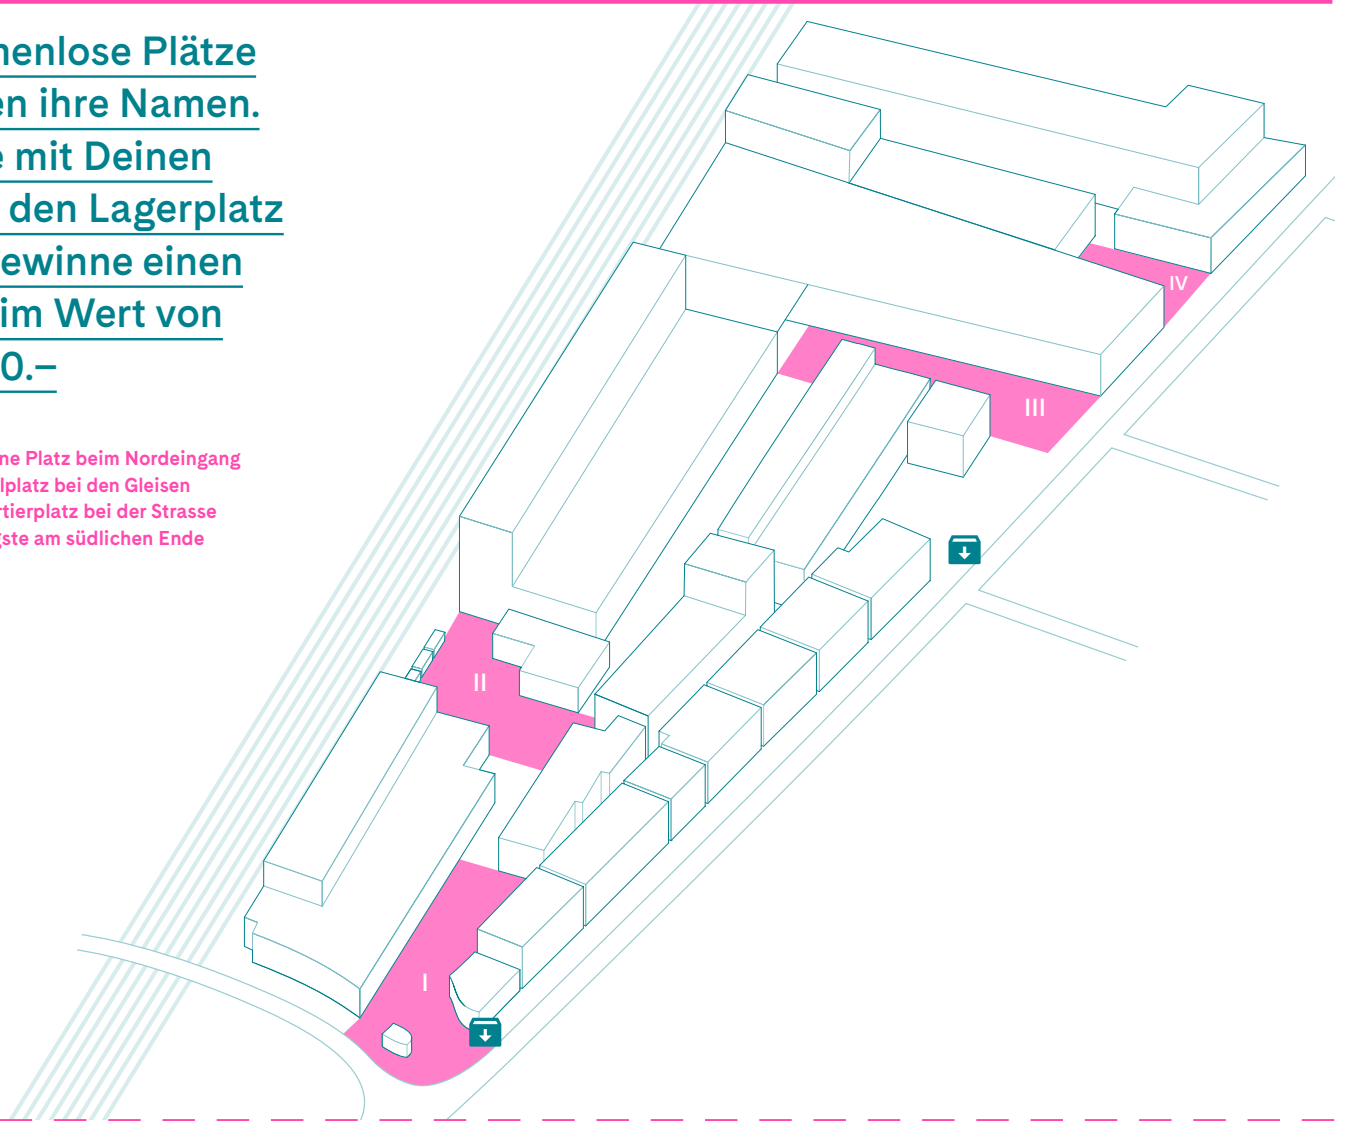 nenlose Plätze
en ihre Namen.
e mit Deinen
den Lagerplatz
ewinne einen
im Wert von
0.–
ne Platz beim Nordeingang
lplatz bei den Gleisen
rtierplatz bei der Strasse
gste am südlichen Ende
IV
III
II
I